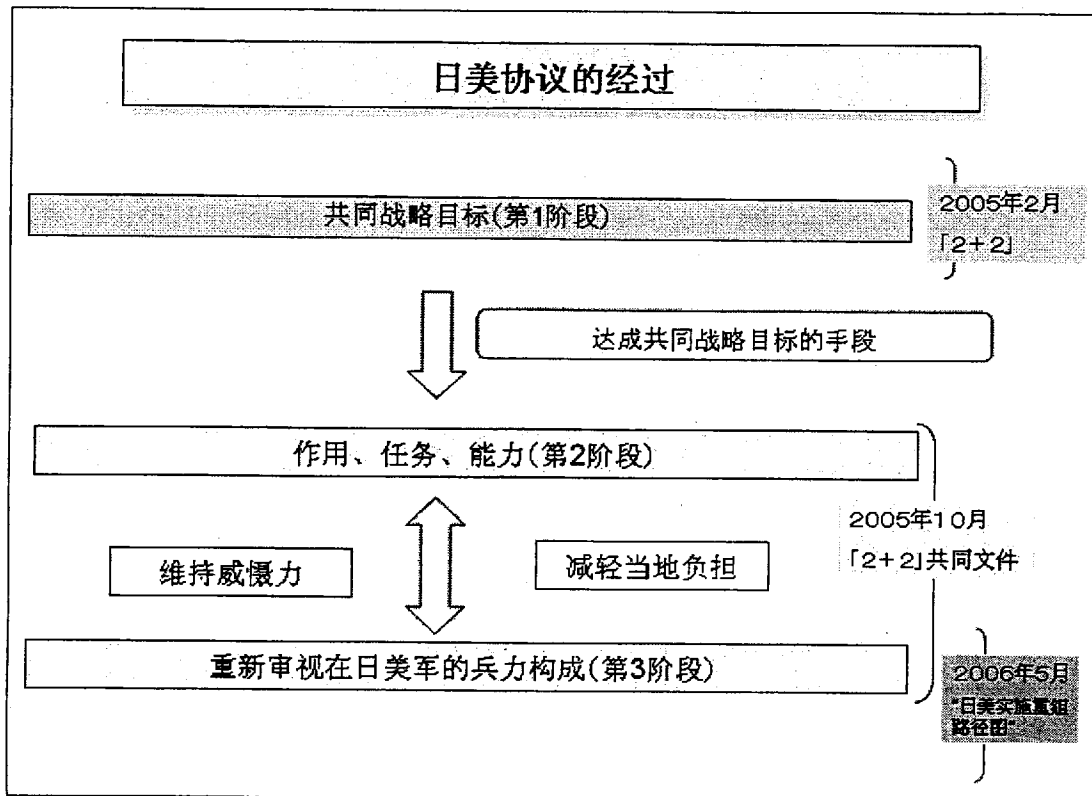 日美协议的经过
共同战略目标(第1阶段)
2005年2月
「2+2」
达成共同战略目标的手段
作用、任务、能力(第2阶段)
2005年10月
「2+2」共同文件
维持威慑力
减轻当地负担
重新审视在日美军的兵力构成(第3阶段)
2006年5月
"日美实施重组
路径图"